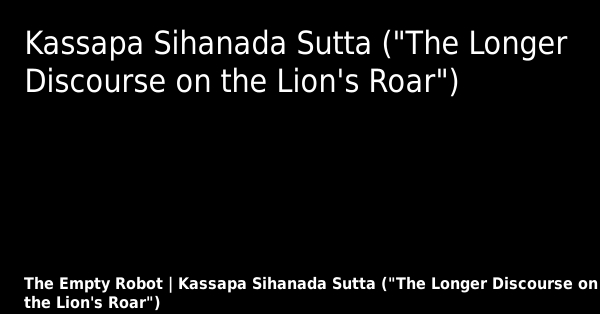 Kassapa Sihanada Sutta ("The Longer
Discourse on the Lion's Roar")
The Empty Robot | Kassapa Sihanada Sutta ("The Longer Discourse on
the Lion's Roar")